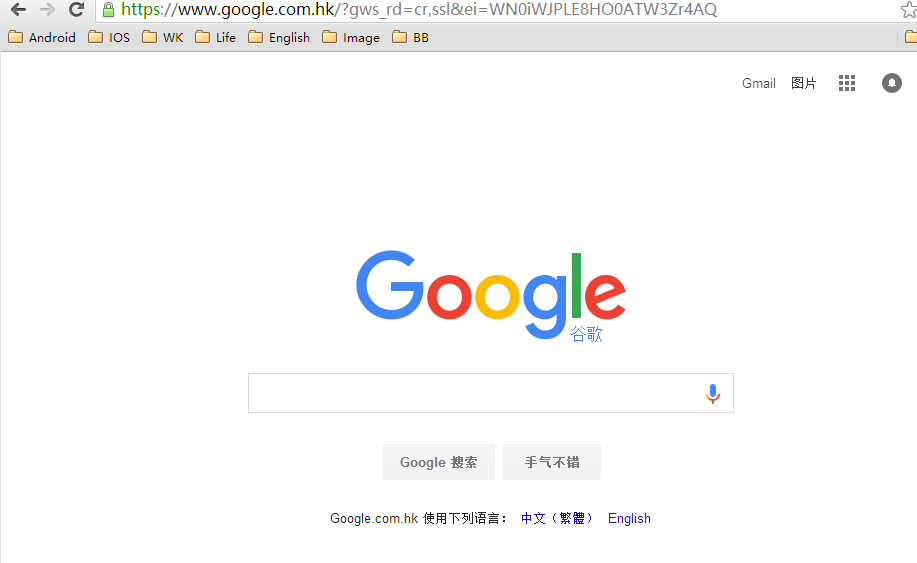 https://www.google.com.hk/?gws_rd=cr,ssl&ei=WN0iWJPLE8HO0ATW3Zr4AQ
Android IOS WK Life English Image BB
Gmail 图片
Google
谷歌
Google 搜索 手气不错
Google.com.hk 使用下列语言： 中文（繁體） English